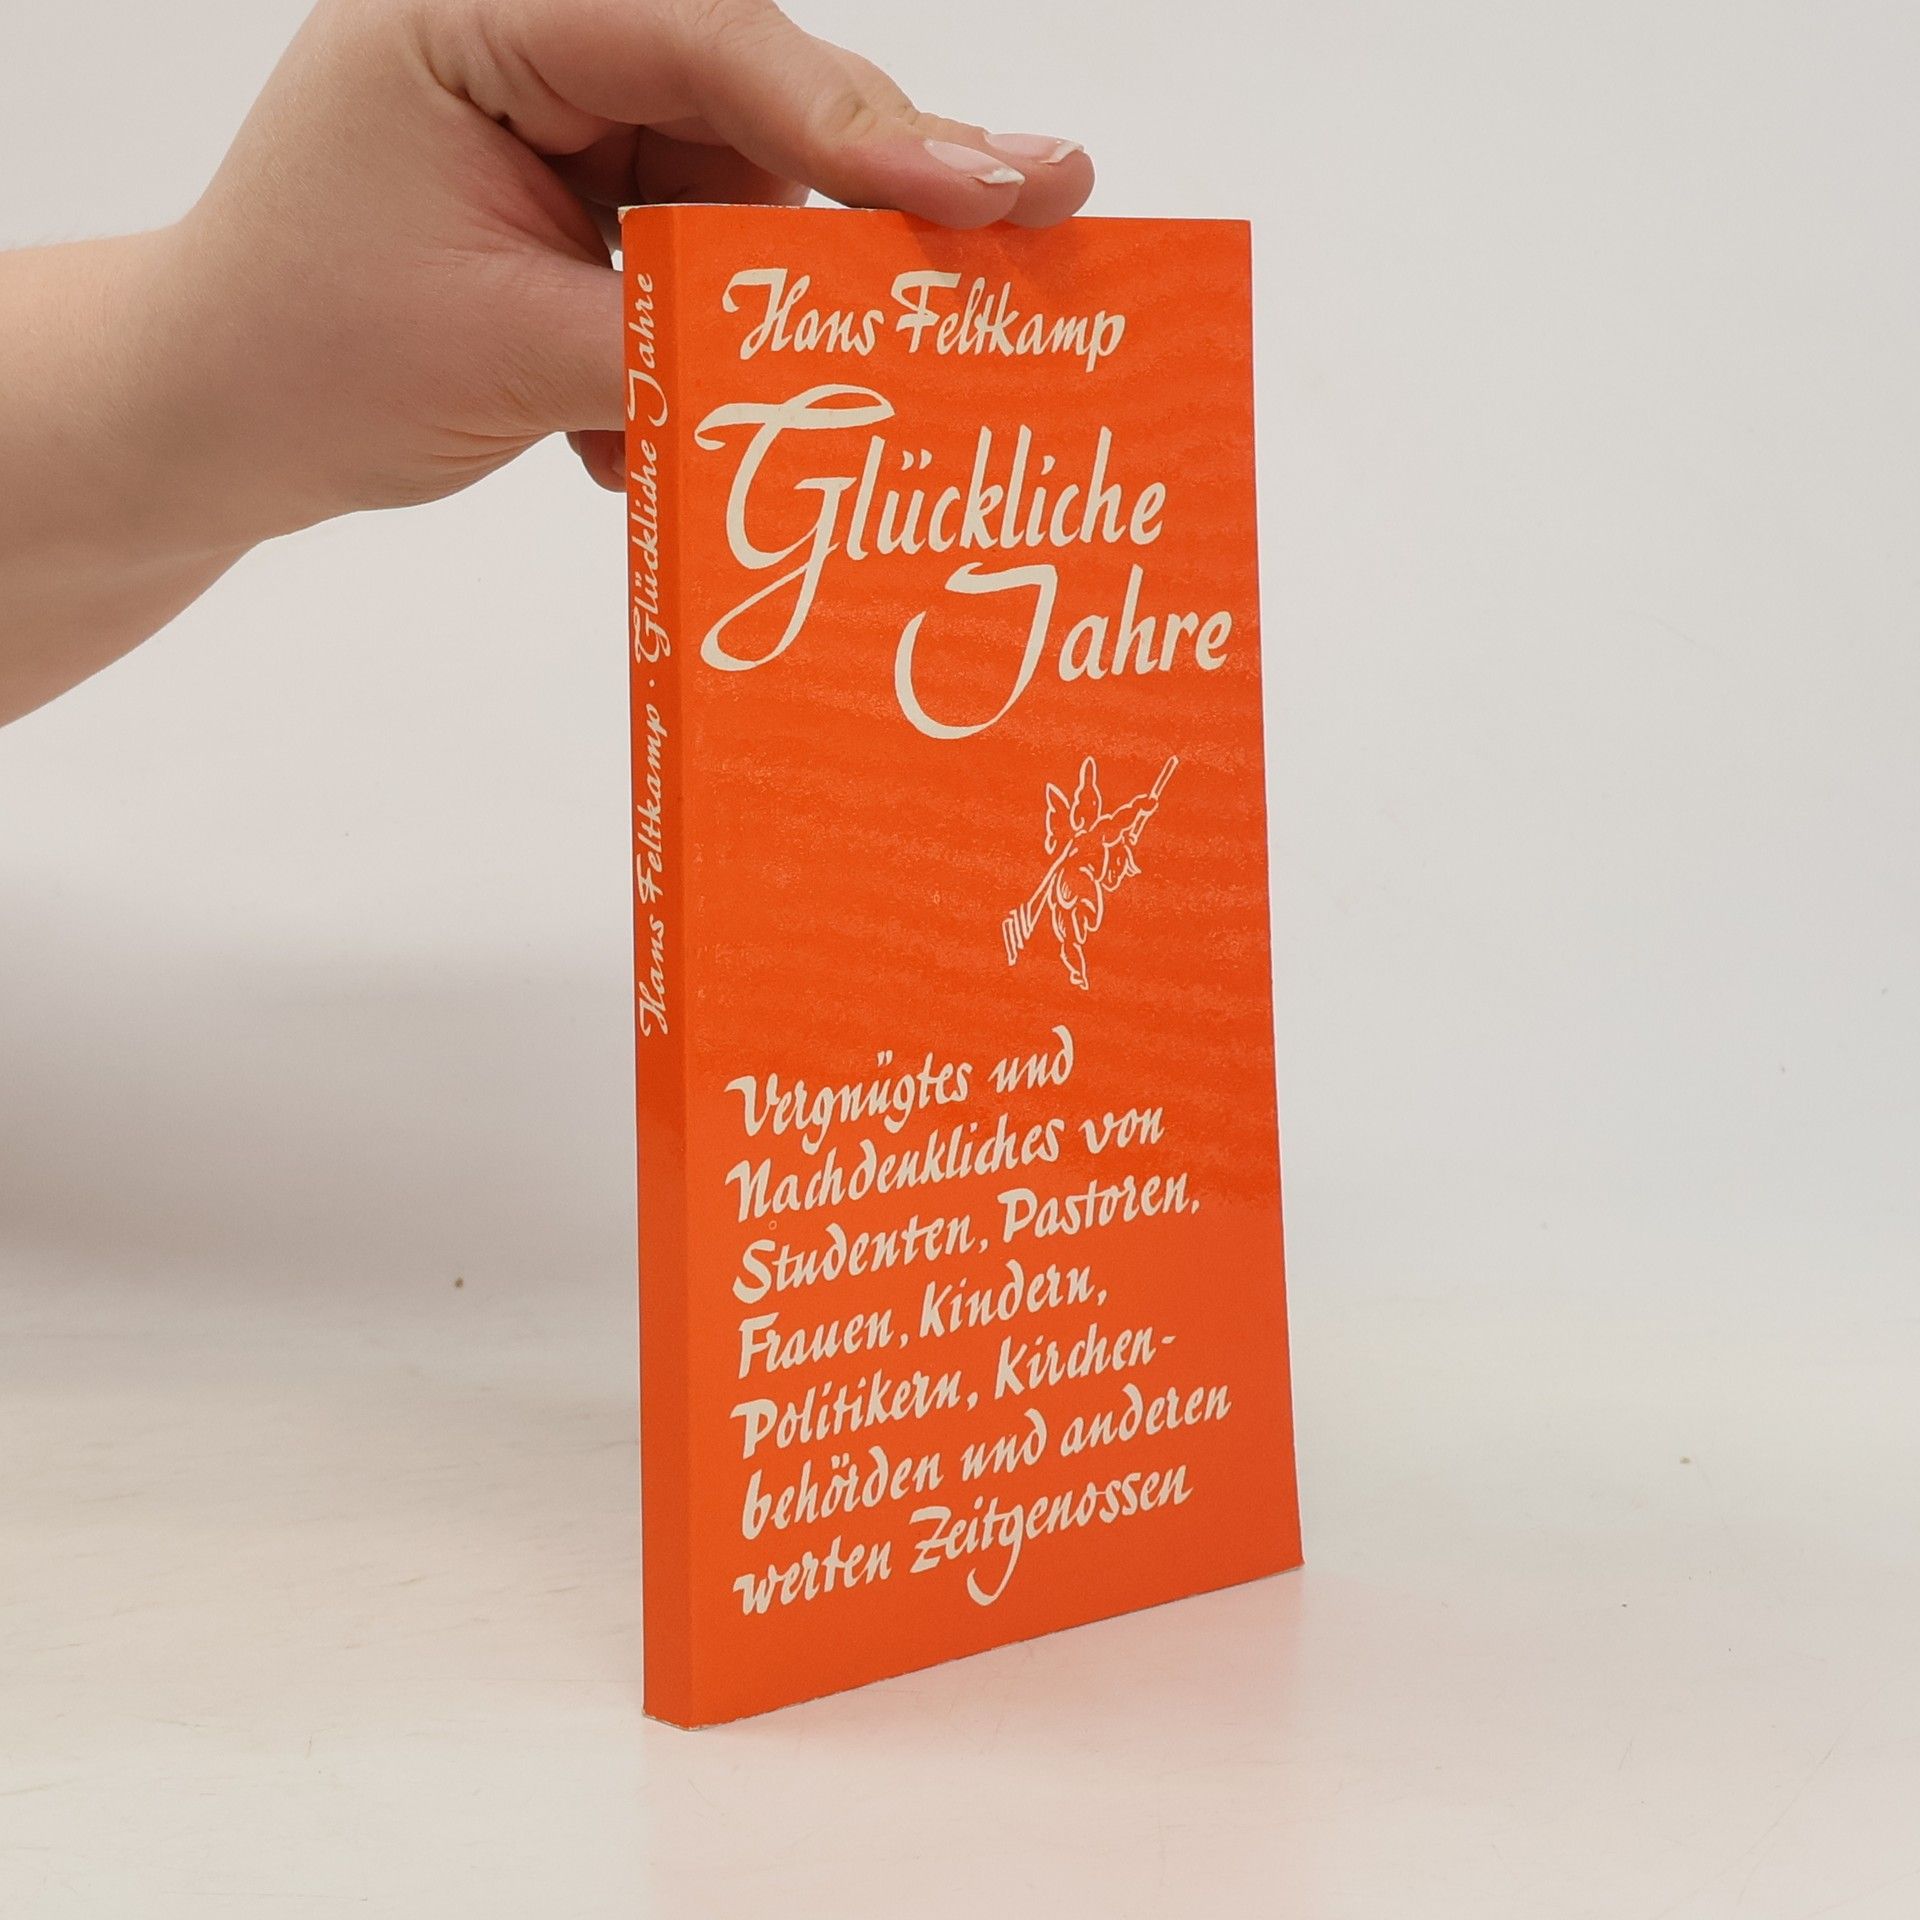 Hans Feltkamp · Glückliche Jahre
Hans Feltkamp
Glückliche
Jahre
Vergnügtes und
Nachdenkliches von
Studenten, Pastoren,
Frauen, Kindern,
Politikern, Kirchen-
behörden und anderen
werten Zeitgenossen